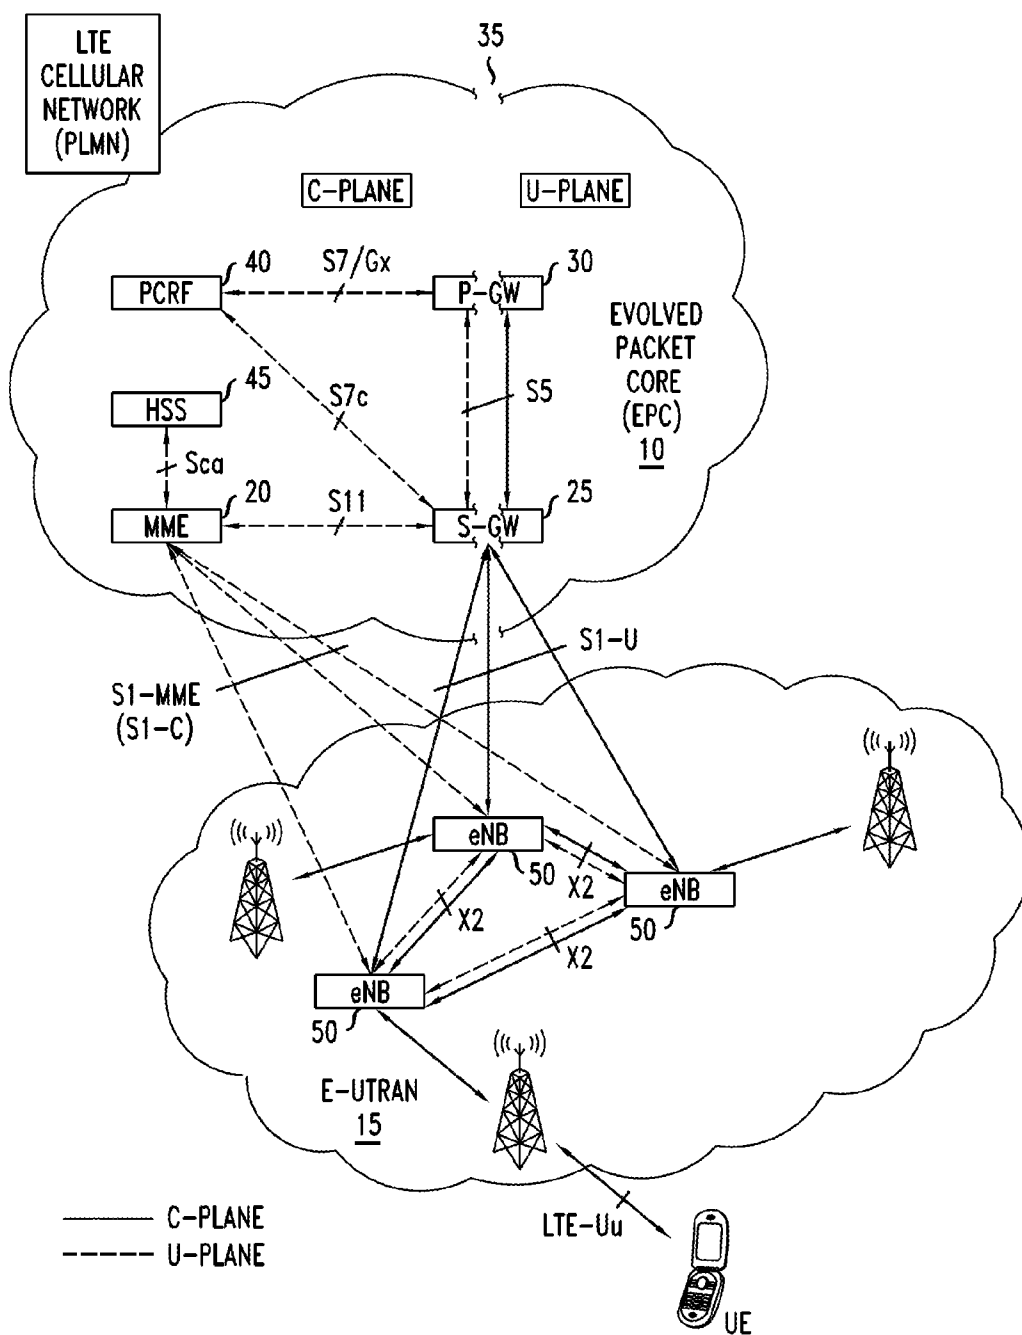 35
LTE
CELLULAR
NETWORK
(PLMN)
C-PLANE
U-PLANE
40
S7/Gx
30
PCRF
P-GW
EVOLVED
PACKET
CORE
(EPC)
10
45
S7c
S5
HSS
Sca
20
S11
25
MME
S-GW
S1-U
S1-MME
(S1-C)
eNB
50
X2
eNB
50
X2
X2
eNB
50
E-UTRAN
15
C-PLANE
U-PLANE
LTE-Uu
UE